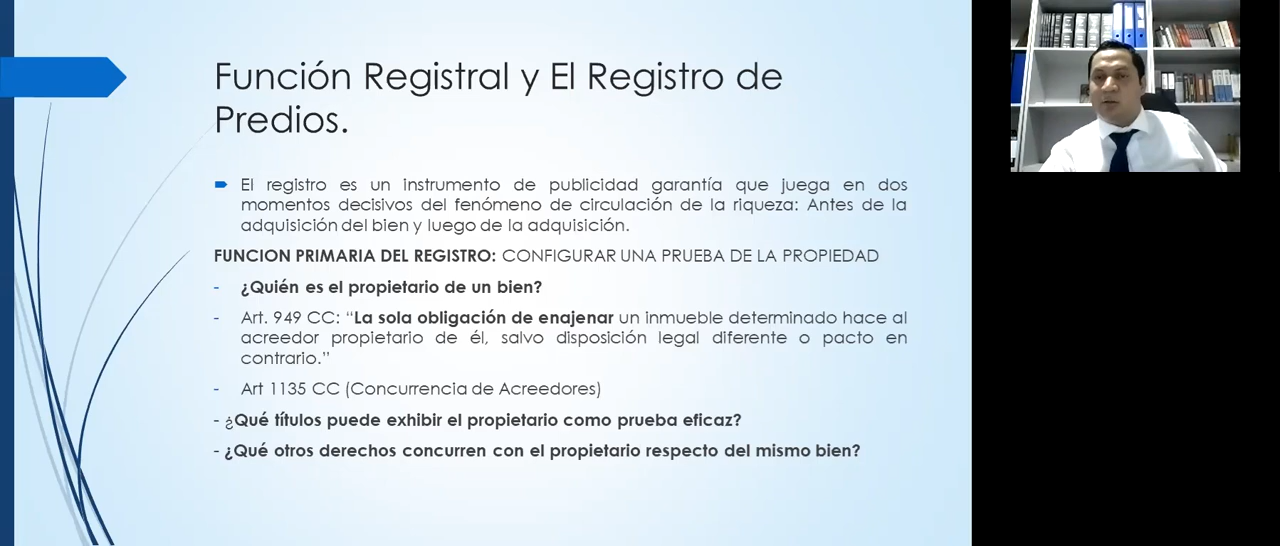 Función Registral y El Registro de
Predios.
El registro es un instrumento de publicidad garantía que juega en dos
momentos decisivos del fenómeno de circulación de la riqueza: Antes de la
adquisición del bien y luego de la adquisición.
FUNCION PRIMARIA DEL REGISTRO: CONFIGURAR UNA PRUEBA DE LA PROPIEDAD
- ¿Quién es el propietario de un bien?
- Art. 949 CC: “La sola obligación de enajenar un inmueble determinado hace al
acreedor propietario de él, salvo disposición legal diferente o pacto en
contrario.”
- Art 1135 CC (Concurrencia de Acreedores)
- ¿Qué títulos puede exhibir el propietario como prueba eficaz?
- ¿Qué otros derechos concurren con el propietario respecto del mismo bien?